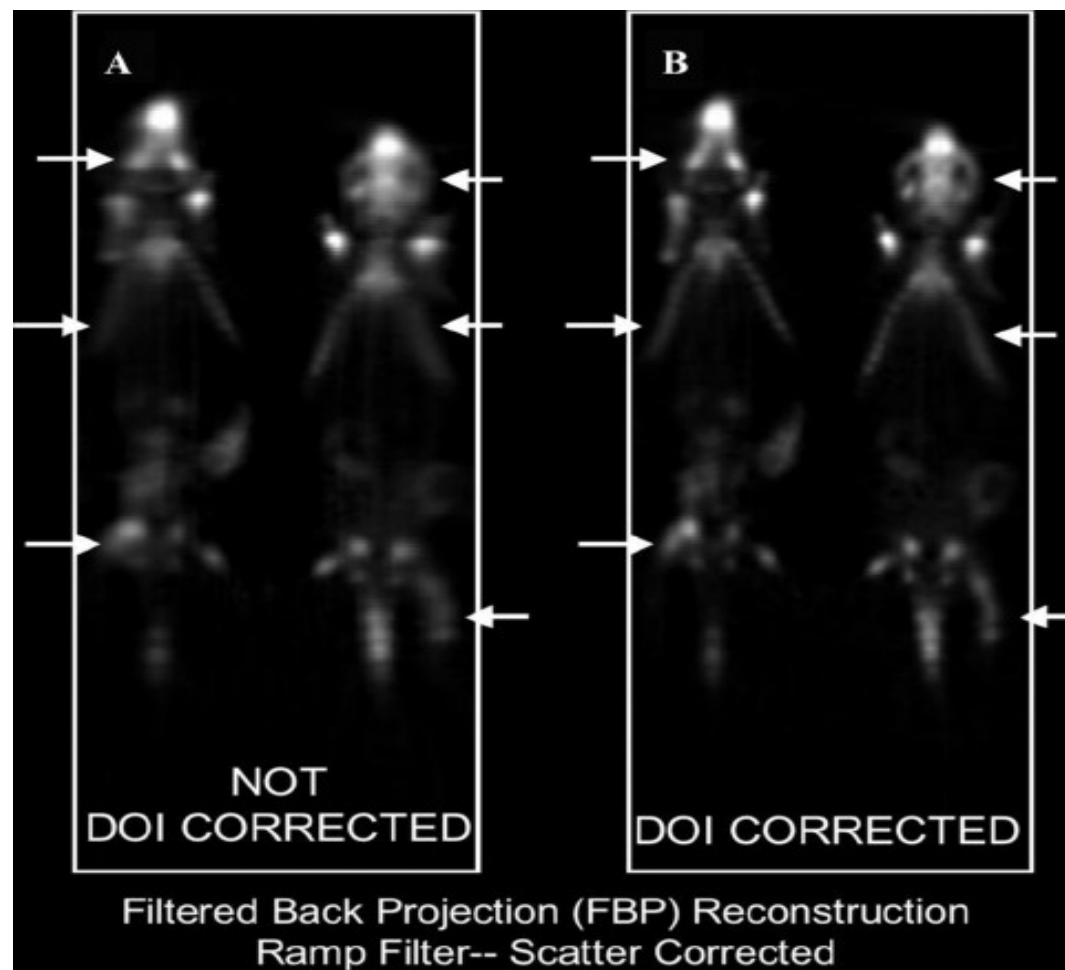 A
B
NOT
DOI CORRECTED
DOI CORRECTED
Filtered Back Projection (FBP) Reconstruction
Ramp Filter-- Scatter Corrected